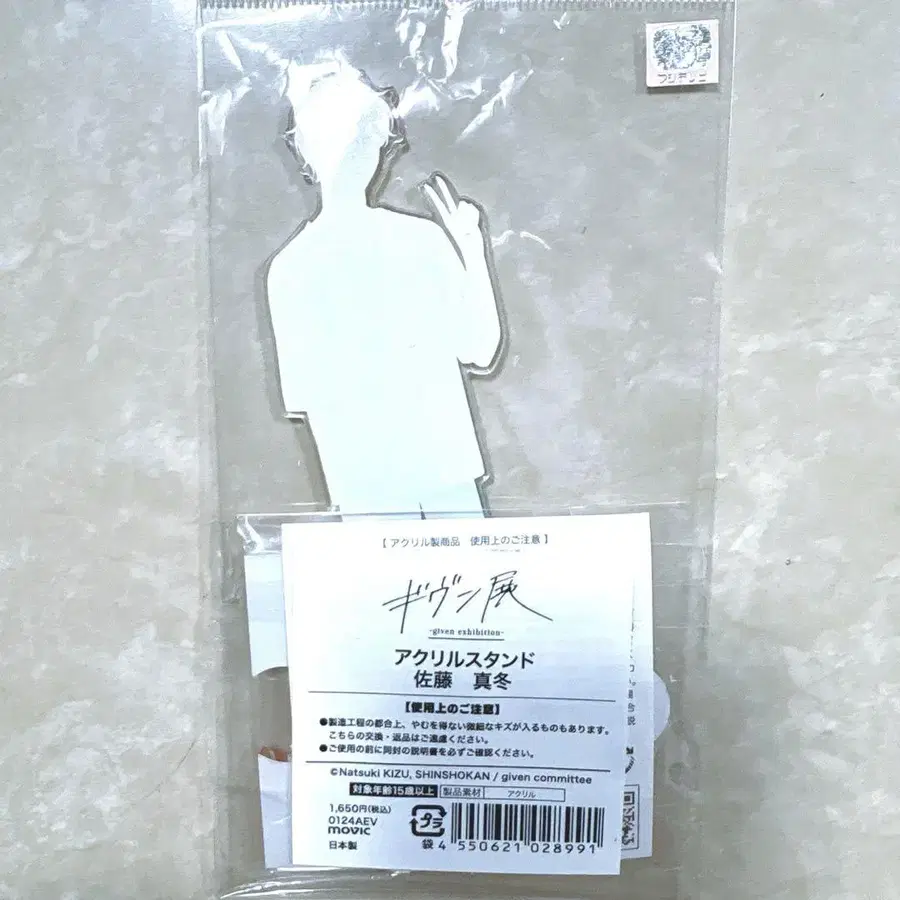 フジテレビ
【 アクリル製商品 使用上のご注意 】
ギヴン展
-given exhibition-
アクリルスタンド
佐藤 真冬
【使用上のご注意】
●製造工程の都合上、やむを得ない微細なキズが入るものもあります。
こちらの交換・返品はご遠慮ください。
●ご使用の前に同封の説明書を必ずご確認ください。
©Natsuki KIZU, SHINSHOKAN / given committee
対象年齢15歳以上 製品素材 アクリル
1,650円(税込)
0124AEV
movic
日本製
プラ
袋
4 550621 028991